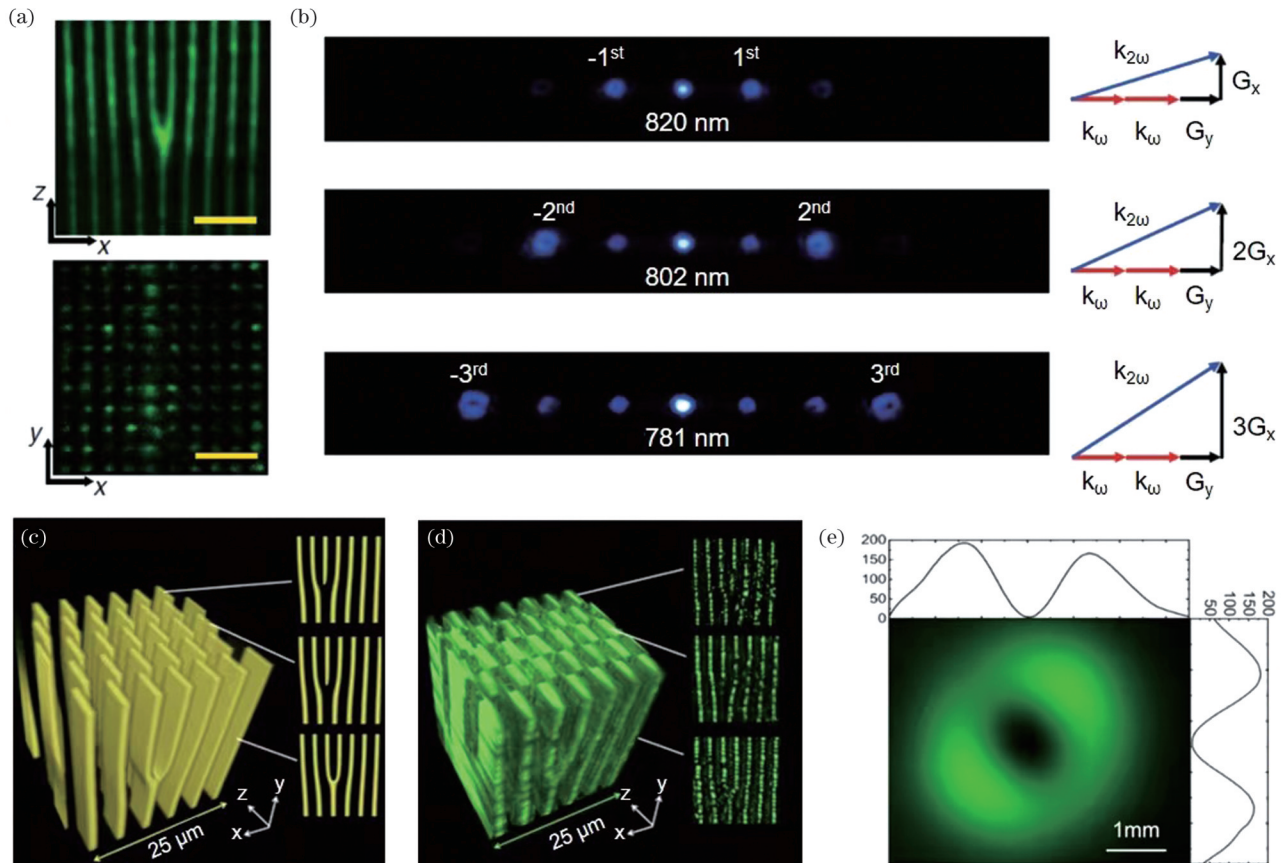 (a)
z
x
y
x
(b)
-1st
1st
820 nm
k2ω
Gx
kω
kω
Gy
-2nd
2nd
802 nm
k2ω
2Gx
kω
kω
Gy
-3rd
3rd
781 nm
k2ω
3Gx
kω
kω
Gy
(c)
25 μm
z
y
x
(d)
25 μm
z
y
x
(e)
200
150
100
50
0
50
100
150
200
1mm